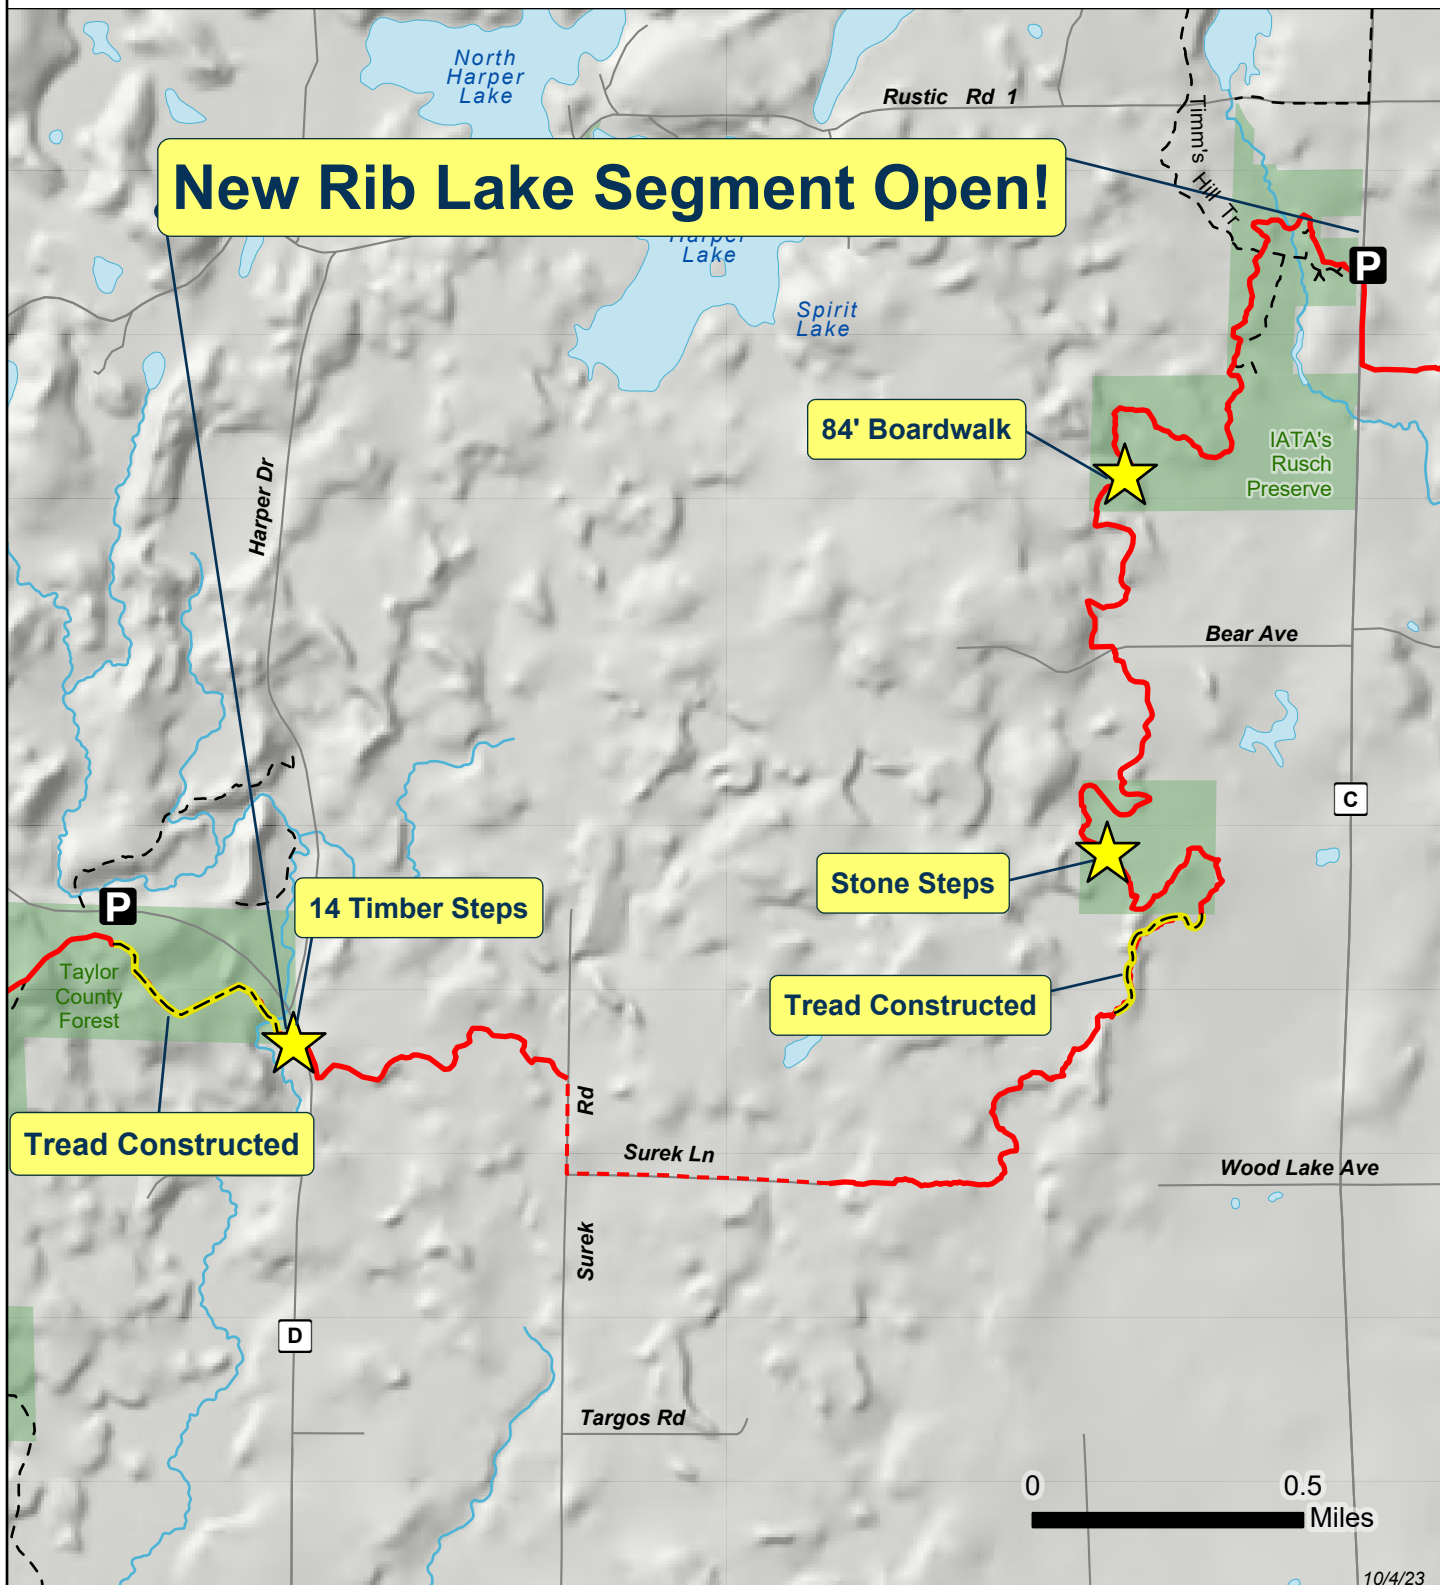 North
Harper
Lake
Rustic Rd 1
Timm's Hill Tr
New Rib Lake Segment Open!
Harper
Lake
P
Spirit
Lake
84' Boardwalk
IATA's
Rusch
Preserve
Harper Dr
Bear Ave
C
Stone Steps
P
14 Timber Steps
Taylor
County
Forest
Tread Constructed
Rd
Tread Constructed
Surek Ln
Wood Lake Ave
Surek
D
Targos Rd
0 0.5
Miles
10/4/23